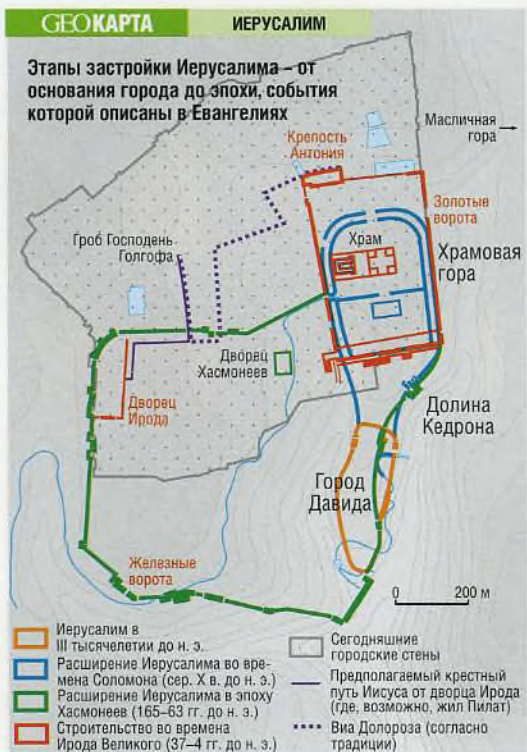 GEOКАРТА
ИЕРУСАЛИМ
Этапы застройки Иерусалима – от
основания города до эпохи, события
которой описаны в Евангелиях
Масличная
гора
Крепость
Антония
Золотые
ворота
Гроб Господень
Голгофа
Храм
Храмовая
гора
Дворец
Хасмонеев
Дворец
Ирода
Долина
Кедрона
Город
Давида
Железные
ворота
0 200 м
Иерусалим в
III тысячелетии до н. э.
Расширение Иерусалима во вре-
мена Соломона (сер. X в. до н. э.)
Расширение Иерусалима в эпоху
Хасмонеев (165–63 гг. до н. э.)
Строительство во времена
Ирода Великого (37–4 гг. до н. э.)
Сегодняшние
городские стены
Предполагаемый крестный
путь Иисуса от дворца Ирода
(где, возможно, жил Пилат)
Виа Долороза (согласно
традиции)